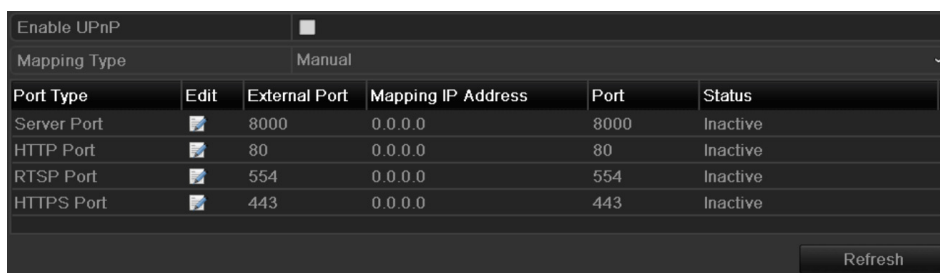 Enable UPnP
Mapping Type Manual
Port Type Edit External Port Mapping IP Address Port Status
Server Port 8000 0.0.0.0 8000 Inactive
HTTP Port 80 0.0.0.0 80 Inactive
RTSP Port 554 0.0.0.0 554 Inactive
HTTPS Port 443 0.0.0.0 443 Inactive
Refresh